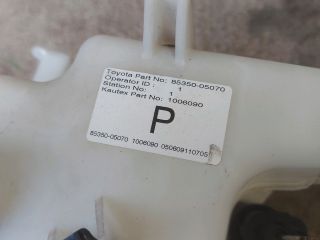 Toyota Part No: 85350-05070
Operator ID : 1
Station No: 1
Kautex Part No: 1006090
P
85350-05070 1006090 050609110705